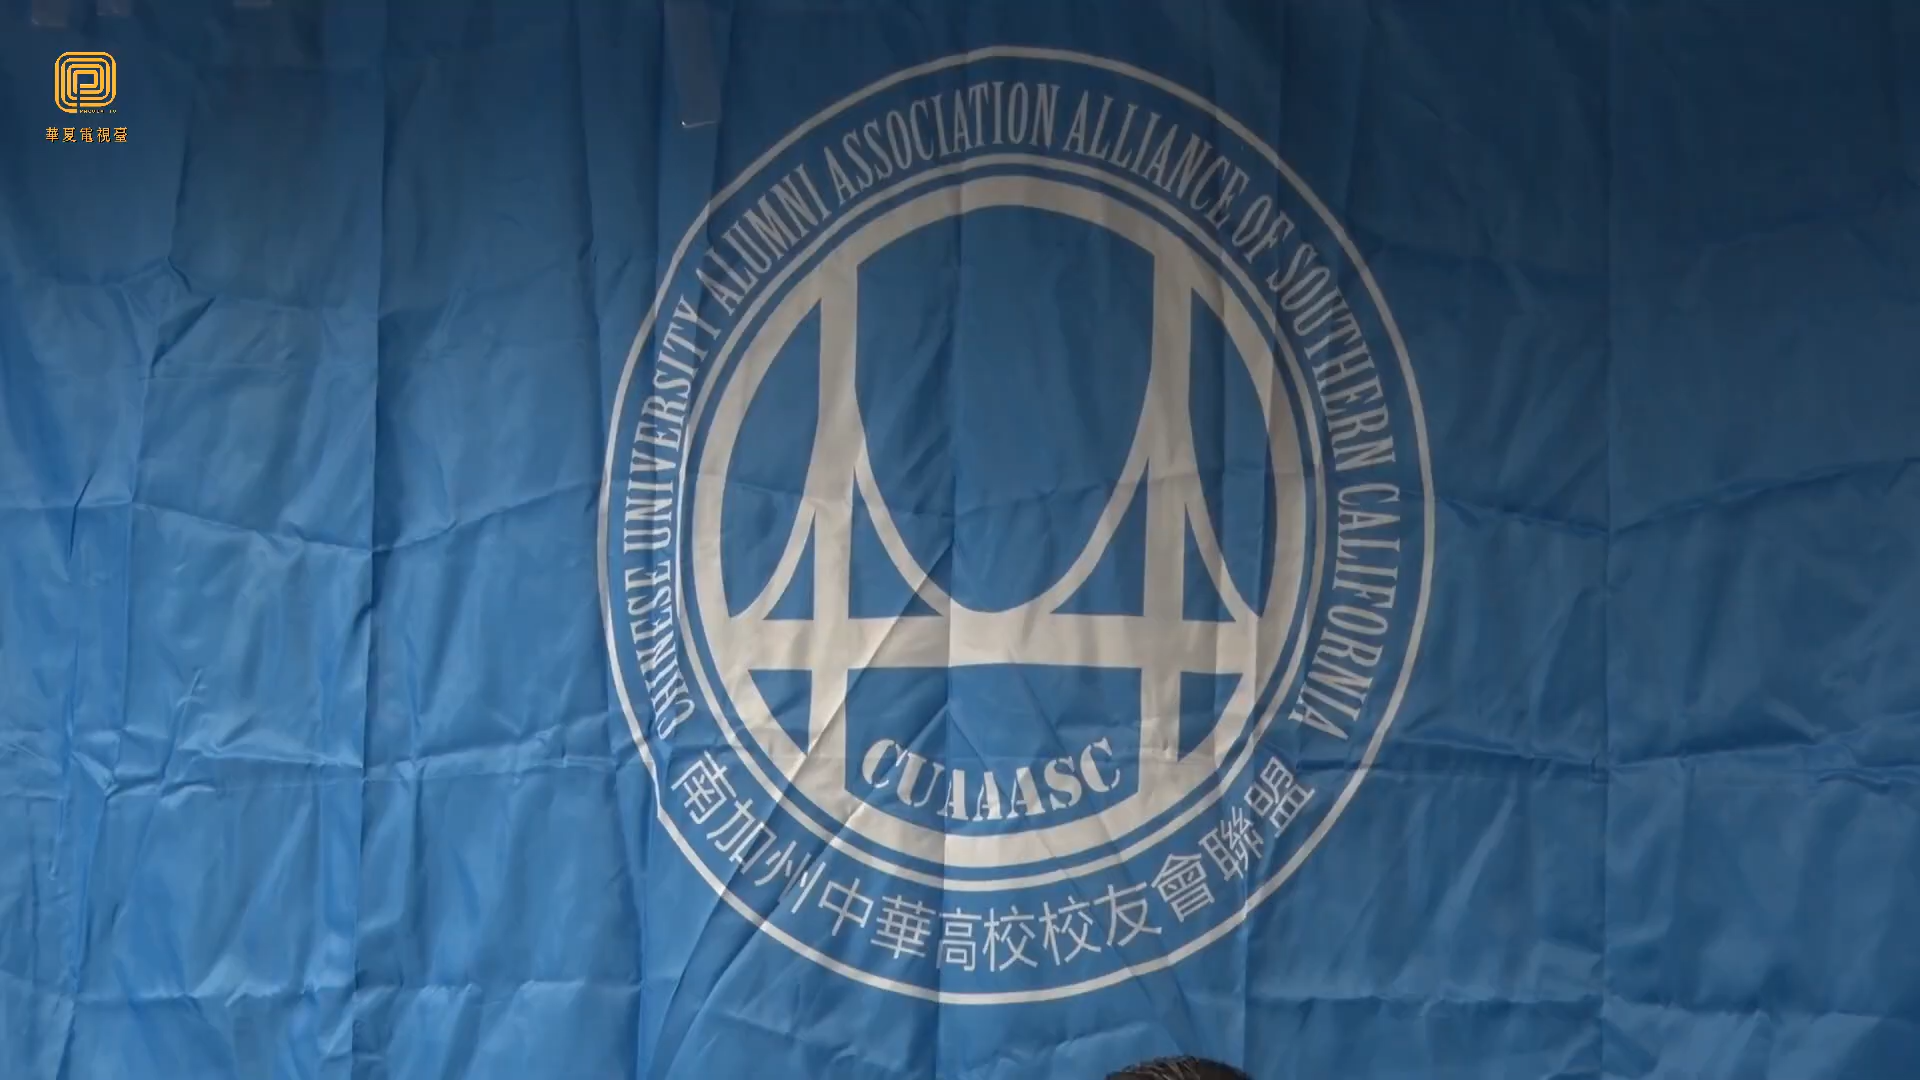 華夏電視臺
CHINESE UNIVERSITY ALUMNI ASSOCIATION ALLIANCE OF SOUTHERN CALIFORNIA
CUAAASC
南加州中華高校校友會聯盟